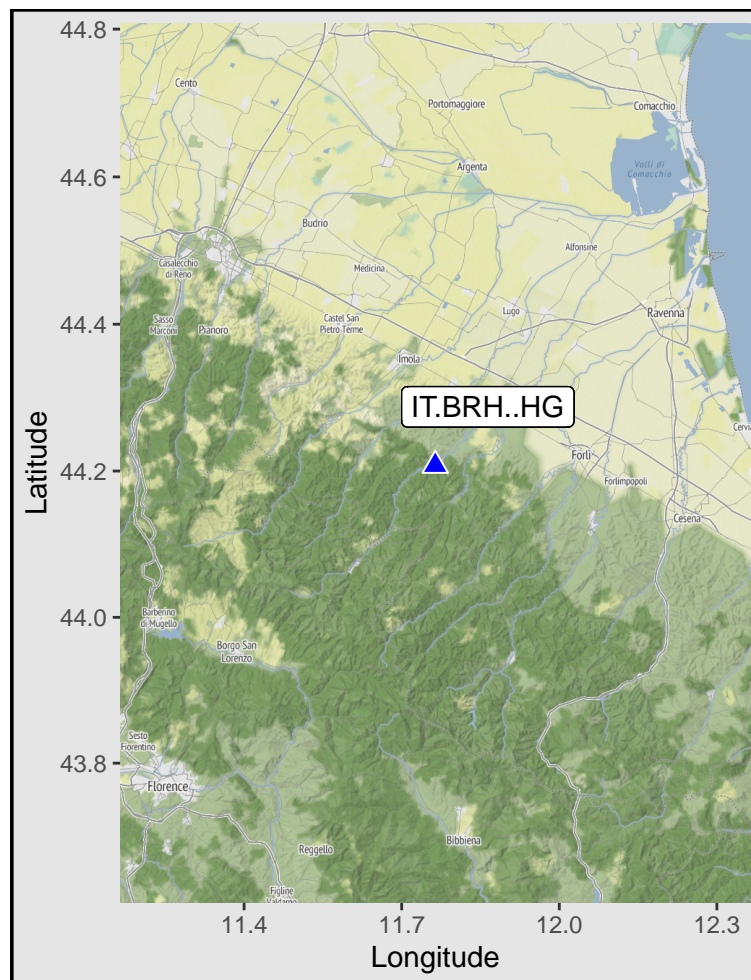 44.8
44.6
44.4
44.2
44.0
43.8
Latitude
Cento
Portomaggiore
Comacchio
Valli di
Comacchio
Argenta
Budrio
Alfonsine
Casalecchio
di Reno
Medicina
Sasso
Marconi
Pianoro
Castel San
Pietro Terme
Lugo
Ravenna
Imola
IT.BRH..HG
Cervia
Forlì
Forlimpopoli
Cesena
Barberino
di Mugello
Borgo San
Lorenzo
Sesto
Fiorentino
Florence
Bibbiena
Reggello
Figline
Valdarno
11.4
11.7
12.0
12.3
Longitude